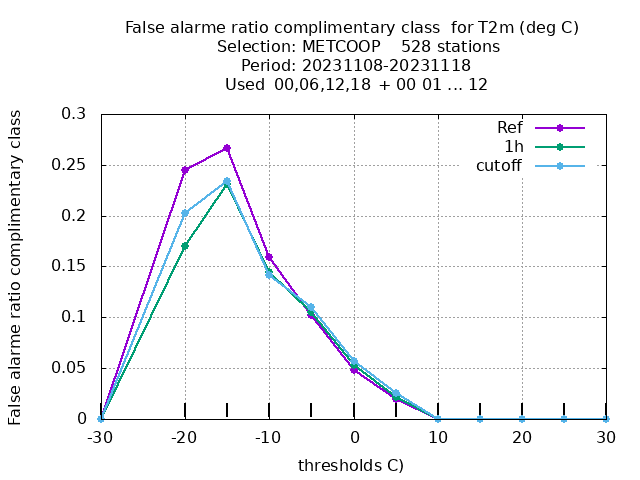 False alarme ratio complimentary class  for T2m (deg C)
Selection: METCOOP    528 stations
Period: 20231108-20231118
Used  00,06,12,18 + 00 01 ... 12
False alarme ratio complimentary class
0.3
0.25
0.2
0.15
0.1
0.05
0
Ref
1h
cutoff
-30 -20 -10 0 10 20 30
thresholds C)